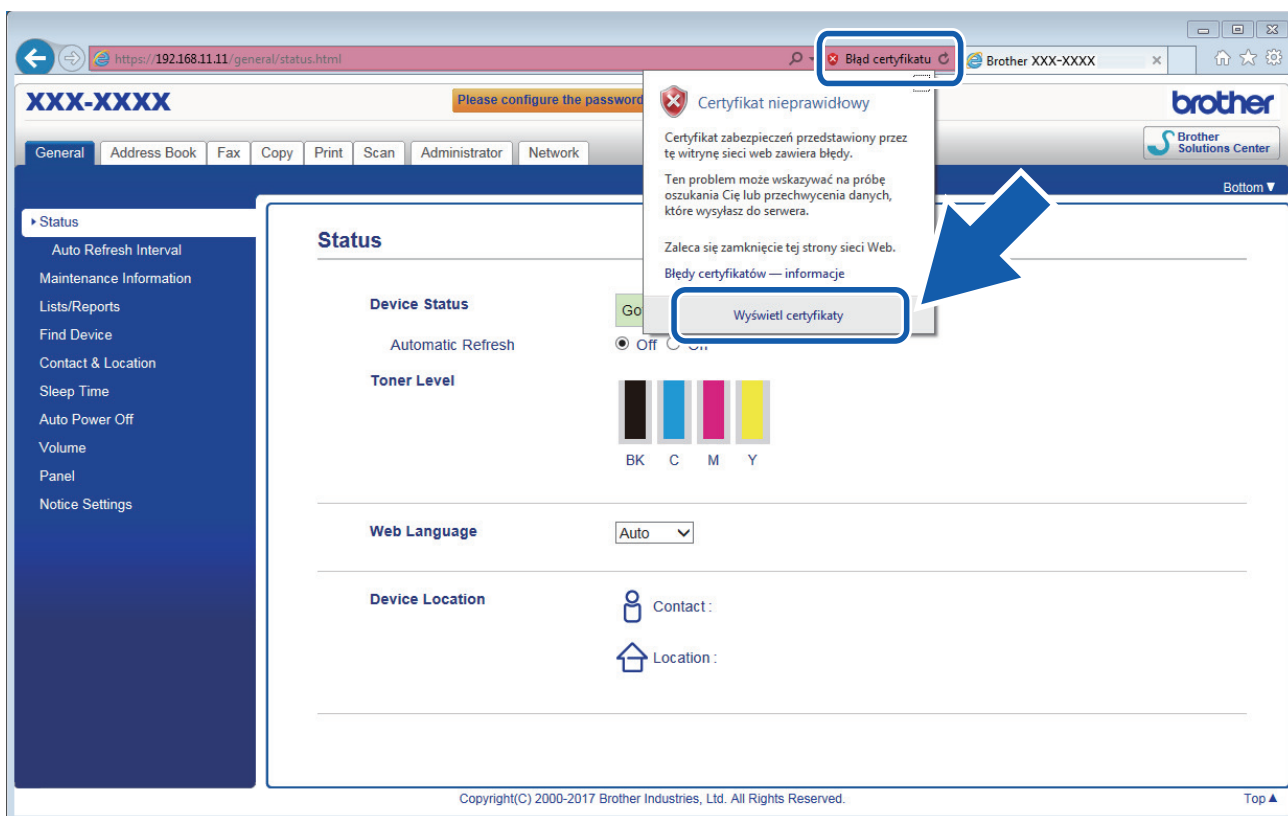 https://192.168.11.11/general/status.html
Błąd certyfikatu
Brother XXX-XXXX
XXX-XXXX
Please configure the password
brother
Certyfikat nieprawidłowy
Certyfikat zabezpieczeń przedstawiony przez
tę witrynę sieci web zawiera błędy.
Ten problem może wskazywać na próbę
oszukania Cię lub przechwycenia danych,
które wysyłasz do serwera.
Zaleca się zamknięcie tej strony sieci Web.
Błędy certyfikatów — informacje
Wyświetl certyfikaty
General
Address Book
Fax
Copy
Print
Scan
Administrator
Network
Brother
Solutions Center
Bottom▼
Status
Auto Refresh Interval
Maintenance Information
Lists/Reports
Find Device
Contact & Location
Sleep Time
Auto Power Off
Volume
Panel
Notice Settings
Status
Device Status
Automatic Refresh
Off
Toner Level
BK C M Y
Web Language
Auto
Device Location
Contact :
Location :
Copyright(C) 2000-2017 Brother Industries, Ltd. All Rights Reserved.
Top▲